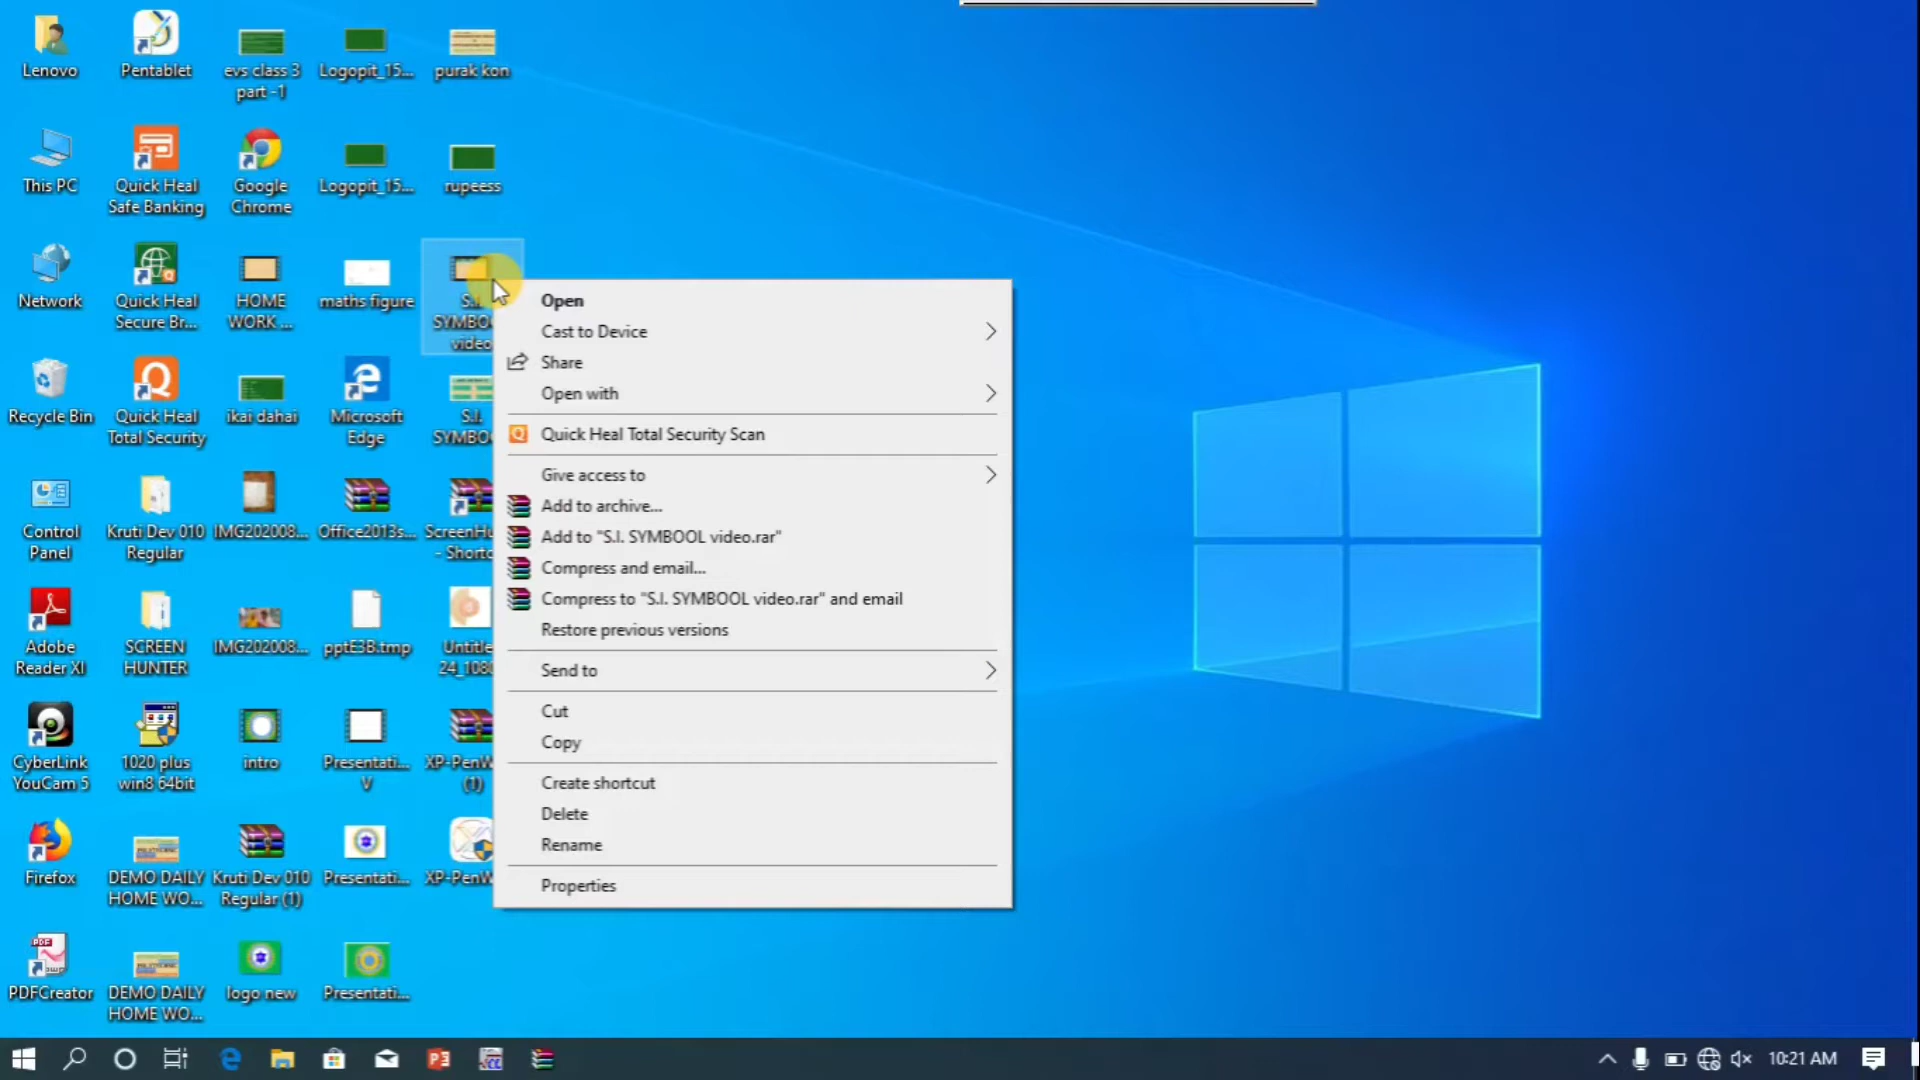 Lenovo
Pentablet
evs class 3
part -1
Logopit_15...
purak kon
This PC
Quick Heal
Safe Banking
Google
Chrome
Logopit_15...
rupeess
Network
Quick Heal
Secure Br...
HOME
WORK ...
maths figure
S.I.
SYMBO
video
Recycle Bin
Quick Heal
Total Security
ikai dahai
Microsoft
Edge
S.I.
SYMBO
Control
Panel
Kruti Dev 010
Regular
IMG202008...
Office2013s...
ScreenHu
- Shortc
Adobe
Reader XI
SCREEN
HUNTER
IMG202008...
pptE3B.tmp
Untitle
24_1080
CyberLink
YouCam 5
1020 plus
win8 64bit
intro
Presentati...
V
XP-PenW
(1)
Firefox
DEMO DAILY
HOME WO...
Kruti Dev 010
Regular (1)
Presentati...
XP-PenW
PDFCreator
DEMO DAILY
HOME WO...
logo new
Presentati...
Open
Cast to Device
Share
Open with
Quick Heal Total Security Scan
Give access to
Add to archive...
Add to "S.I. SYMBOOL video.rar"
Compress and email...
Compress to "S.I. SYMBOOL video.rar" and email
Restore previous versions
Send to
Cut
Copy
Create shortcut
Delete
Rename
Properties
10:21 AM